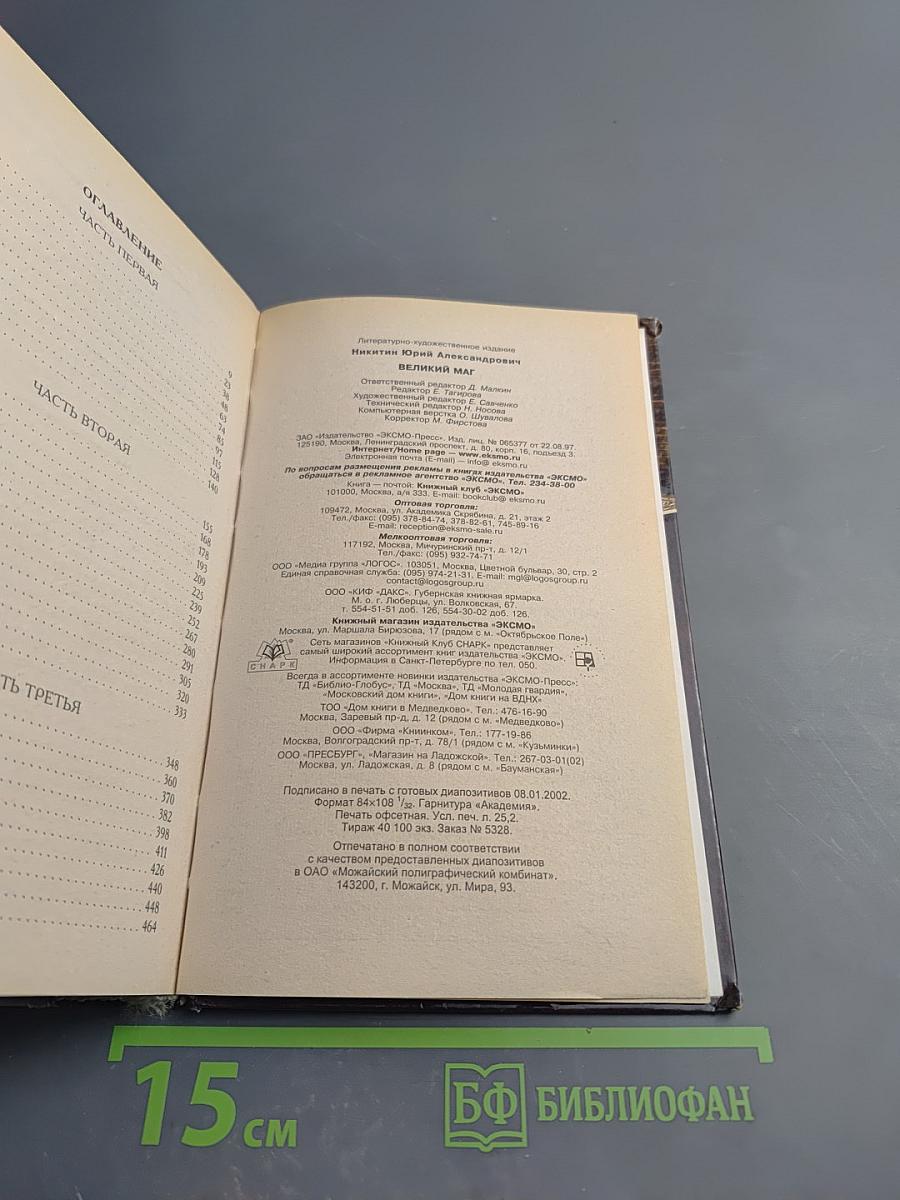 ОГЛАВЛЕНИЕ
ЧАСТЬ ПЕРВАЯ
9
23
38
48
63
74
85
97
115
128
140
ЧАСТЬ ВТОРАЯ
155
168
178
193
209
225
239
252
267
280
291
305
320
333
ТЬ ТРЕТЬЯ
348
360
370
382
398
411
426
440
448
464
Литературно-художественное издание
Никитин Юрий Александрович
ВЕЛИКИЙ МАГ
Ответственный редактор Д. Малкин
Редактор Е. Тагирова
Художественный редактор Е. Савченко
Технический редактор Н. Носова
Компьютерная верстка О. Шувалова
Корректор М. Фирстова
ЗАО «Издательство «ЭКСМО-Пресс». Изд. лиц. № 065377 от 22.08.97.
125190, Москва, Ленинградский проспект, д. 80, корп. 16, подъезд 3.
Интернет/Home page — www.eksmo.ru
Электронная почта (E-mail) — info@ eksmo.ru
По вопросам размещения рекламы в книгах издательства «ЭКСМО»
обращаться в рекламное агентство «ЭКСМО». Тел. 234-38-00
Книга — почтой: Книжный клуб «ЭКСМО»
101000, Москва, а/я 333. E-mail: bookclub@ eksmo.ru
Оптовая торговля:
109472, Москва, ул. Академика Скрябина, д. 21, этаж 2
Тел./факс: (095) 378-84-74, 378-82-61, 745-89-16
E-mail: reception@eksmo-sale.ru
Мелкооптовая торговля:
117192, Москва, Мичуринский пр-т, д. 12/1
Тел./факс: (095) 932-74-71
ООО «Медиа группа «ЛОГОС». 103051, Москва, Цветной бульвар, 30, стр. 2
Единая справочная служба: (095) 974-21-31. E-mail: mgl@logosgroup.ru
contact@logosgroup.ru
ООО «КИФ «ДАКС». Губернская книжная ярмарка.
М. о. г. Люберцы, ул. Волковская, 67.
т. 554-51-51 доб. 126, 554-30-02 доб. 126.
Книжный магазин издательства «ЭКСМО»
Москва, ул. Маршала Бирюзова, 17 (рядом с м. «Октябрьское Поле»)
Сеть магазинов «Книжный Клуб СНАРК» представляет
самый широкий ассортимент книг издательства «ЭКСМО».
Информация в Санкт-Петербурге по тел. 050.
СНАРК
Всегда в ассортименте новинки издательства «ЭКСМО-Пресс»:
ТД «Библио-Глобус», ТД «Москва», ТД «Молодая гвардия»,
«Московский дом книги», «Дом книги на ВДНХ»
ТОО «Дом книги в Медведково». Тел.: 476-16-90
Москва, Заревый пр-д, д. 12 (рядом с м. «Медведково»)
ООО «Фирма «Книинком». Тел.: 177-19-86
Москва, Волгоградский пр-т, д. 78/1 (рядом с м. «Кузьминки»)
ООО «ПРЕСБУРГ», «Магазин на Ладожской». Тел.: 267-03-01(02)
Москва, ул. Ладожская, д. 8 (рядом с м. «Бауманская»)
Подписано в печать с готовых диапозитивов 08.01.2002.
Формат 84×108 1/32. Гарнитура «Академия».
Печать офсетная. Усл. печ. л. 25,2.
Тираж 40 100 экз. Заказ № 5328.
Отпечатано в полном соответствии
с качеством предоставленных диапозитивов
в ОАО «Можайский полиграфический комбинат».
143200, г. Можайск, ул. Мира, 93.
15 см
БФ БИБЛИОФАН